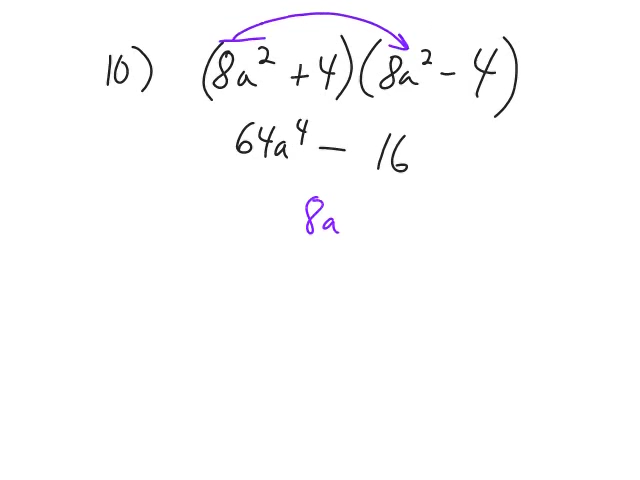 10) (8a² + 4)(8a² - 4)
64a⁴ - 16
8a